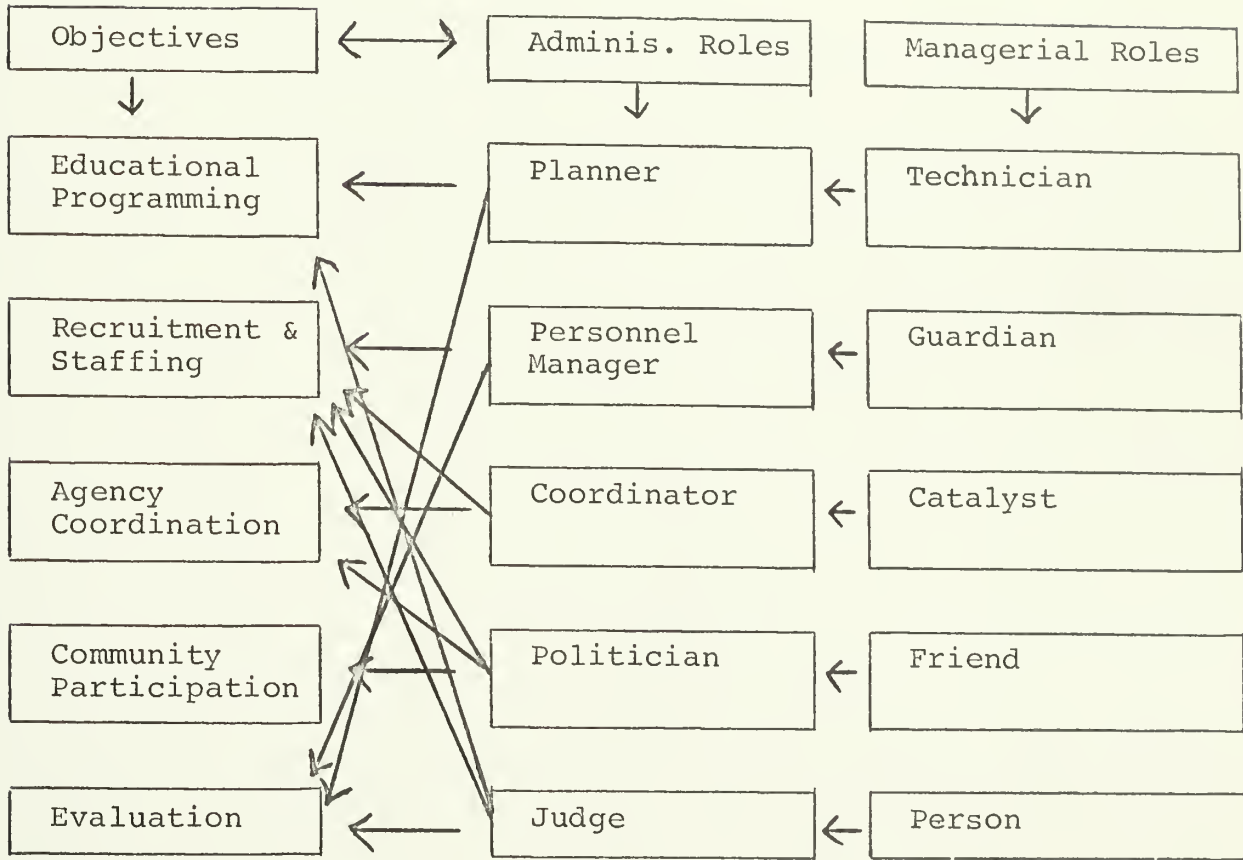 Objectives
Adminis. Roles
Managerial Roles
Educational
Programming
Planner
Technician
Recruitment &
Staffing
Personnel
Manager
Guardian
Agency
Coordination
Coordinator
Catalyst
Community
Participation
Politician
Friend
Evaluation
Judge
Person